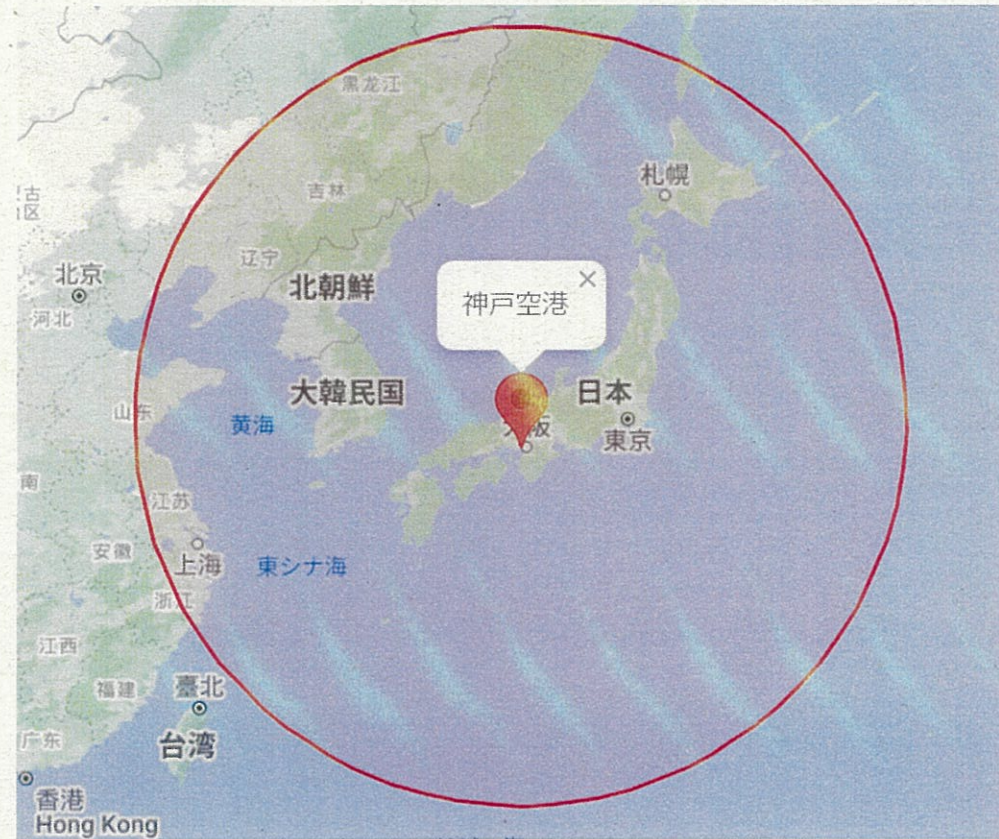 黒龙江
札幌
吉林
古
区
辽宁
北京
北朝鮮
神戸空港
河北
大韓民国
日本
山东
黄海
阪
東京
南
江苏
安徽
上海
東シナ海
浙江
江西
福建
臺北
台湾
广东
香港
Hong Kong